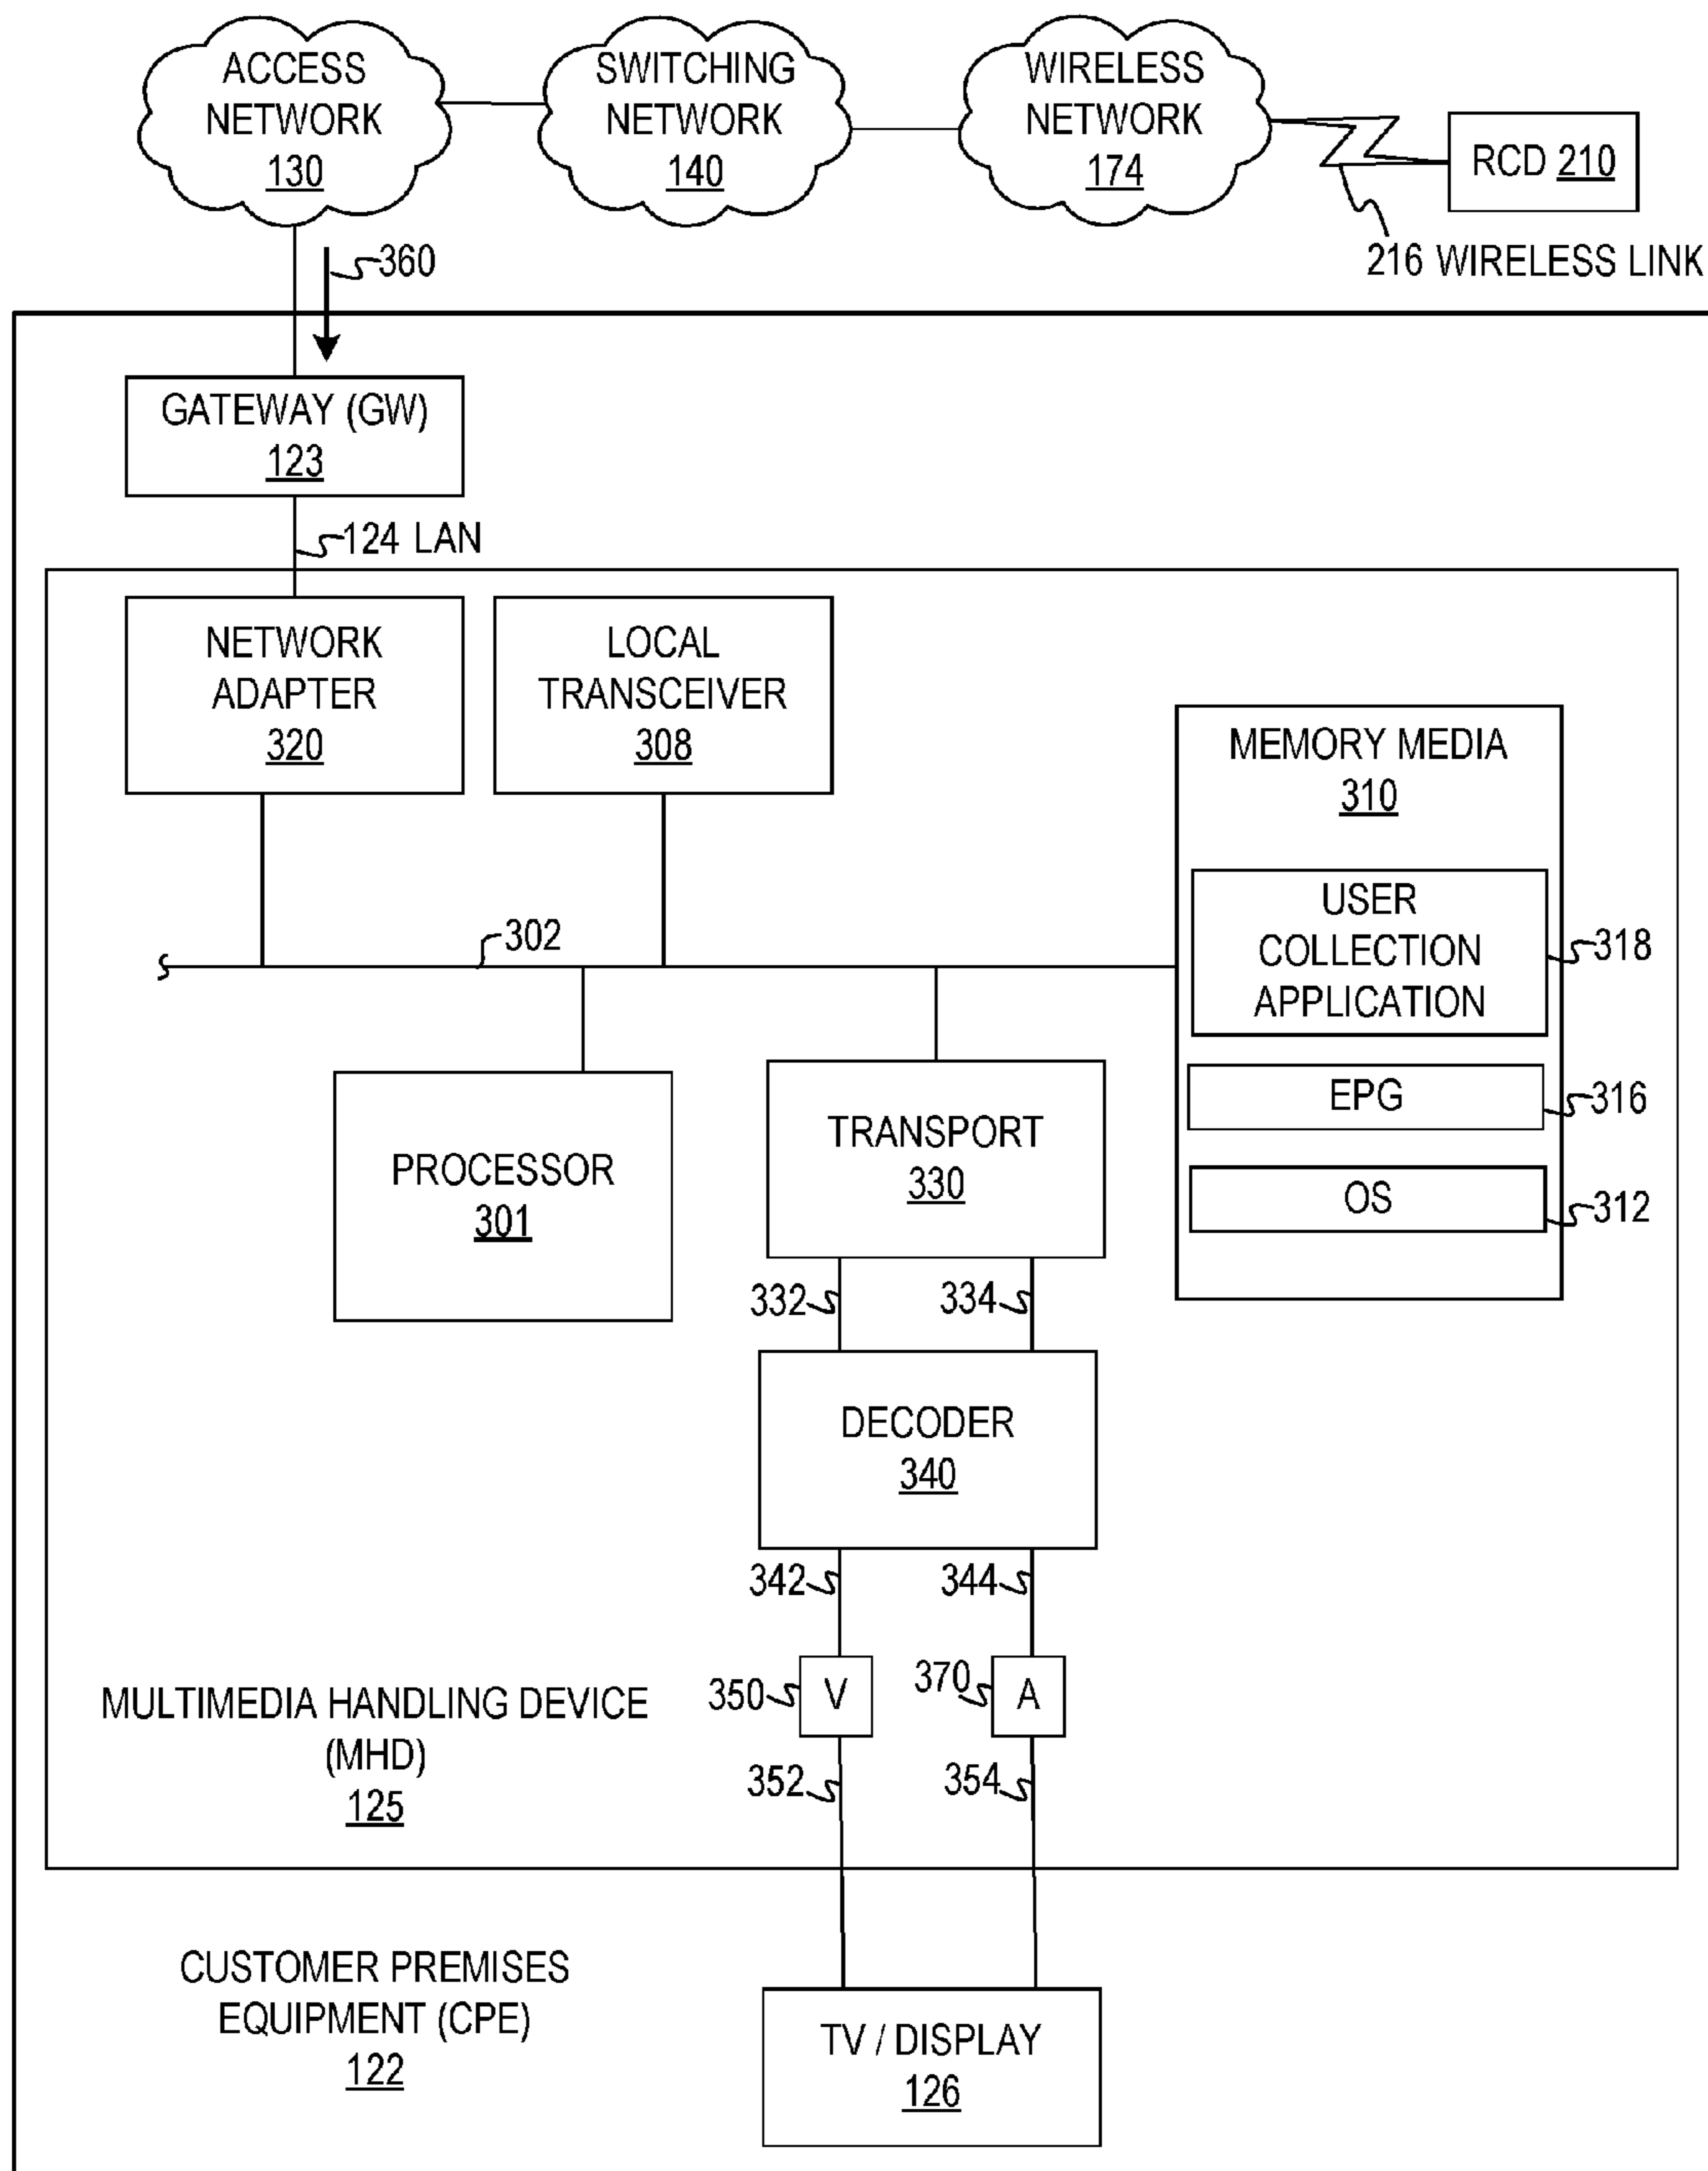 ACCESS
NETWORK
130
SWITCHING
NETWORK
140
WIRELESS
NETWORK
174
RCD 210
216 WIRELESS LINK
360
GATEWAY (GW)
123
124 LAN
NETWORK
ADAPTER
320
LOCAL
TRANSCEIVER
308
MEMORY MEDIA
310
USER
COLLECTION
APPLICATION
318
302
EPG
316
OS
312
PROCESSOR
301
TRANSPORT
330
332
334
DECODER
340
342
344
350
V
370
A
352
354
MULTIMEDIA HANDLING DEVICE
(MHD)
125
CUSTOMER PREMISES
EQUIPMENT (CPE)
122
TV / DISPLAY
126